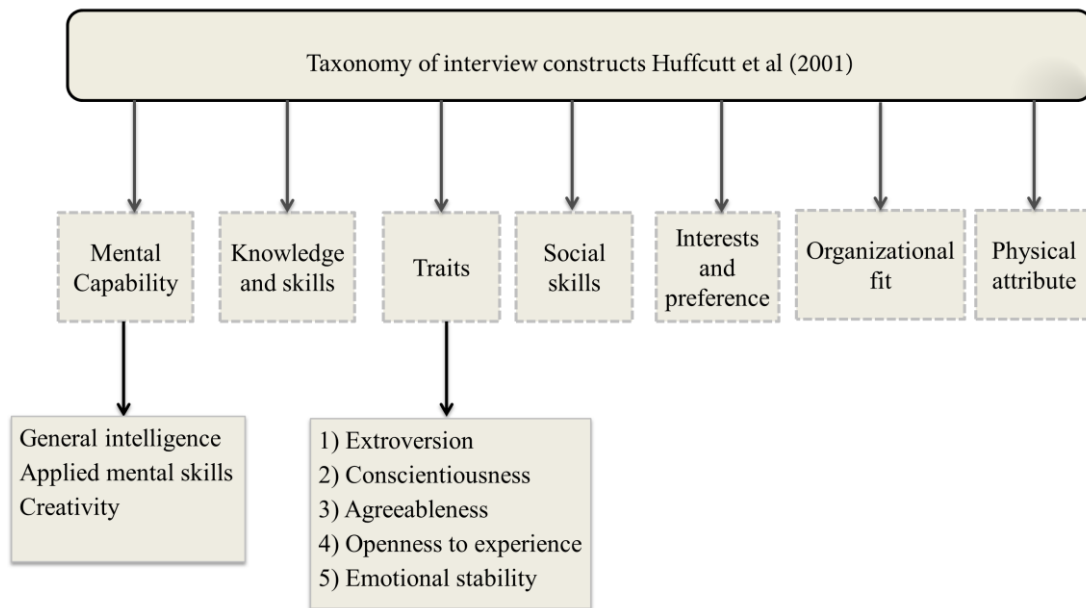 Taxonomy of interview constructs Huffcutt et al (2001)
Mental
Capability
Knowledge
and skills
Traits
Social
skills
Interests
and
preference
Organizational
fit
Physical
attribute
General intelligence
Applied mental skills
Creativity
1) Extroversion
2) Conscientiousness
3) Agreeableness
4) Openness to experience
5) Emotional stability